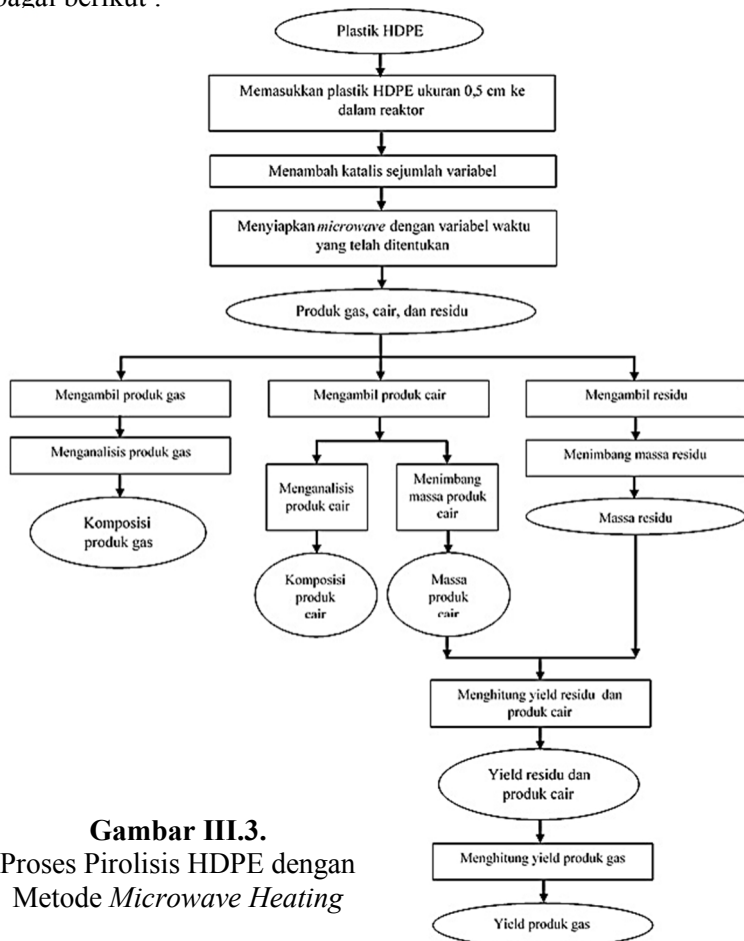 bagai berikut :
Plastik HDPE
Memasukkan plastik HDPE ukuran 0,5 cm ke
dalam reaktor
Menambah katalis sejumlah variabel
Menyiapkan microwave dengan variabel waktu
yang telah ditentukan
Produk gas, cair, dan residu
Mengambil produk gas
Menganalisis produk gas
Komposisi
produk gas
Mengambil produk cair
Menganalisis
produk cair
Komposisi
produk
cair
Menimbang
massa produk
cair
Massa
produk
cair
Mengambil residu
Menimbang massa residu
Massa residu
Menghitung yield residu dan
produk cair
Yield residu dan
produk cair
Menghitung yield produk gas
Yield produk gas
Gambar III.3.
Proses Pirolisis HDPE dengan
Metode Microwave Heating